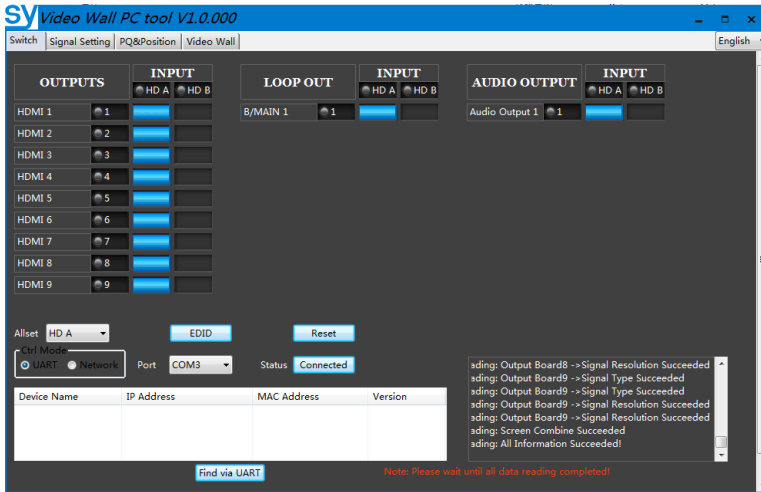 sy Video Wall PC tool V1.0.000
Switch Signal Setting PQ&Position Video Wall English
OUTPUTS INPUT LOOP OUT INPUT AUDIO OUTPUT INPUT
HD A HD B HD A HD B HD A HD B
HDMI 1 1 B/MAIN 1 1 Audio Output 1 1
HDMI 2 2
HDMI 3 3
HDMI 4 4
HDMI 5 5
HDMI 6 6
HDMI 7 7
HDMI 8 8
HDMI 9 9
Allset HD A EDID Reset
Ctrl Mode
UART Network Port COM3 Status Connected
ading: Output Board8 ->Signal Resolution Succeeded
ading: Output Board9 ->Signal Type Succeeded
ading: Output Board9 ->Signal Type Succeeded
ading: Output Board9 ->Signal Resolution Succeeded
ading: Output Board9 ->Signal Resolution Succeeded
ading: Screen Combine Succeeded
ading: All Information Succeeded!
Device Name IP Address MAC Address Version
Find via UART Note: Please wait until all data reading completed!